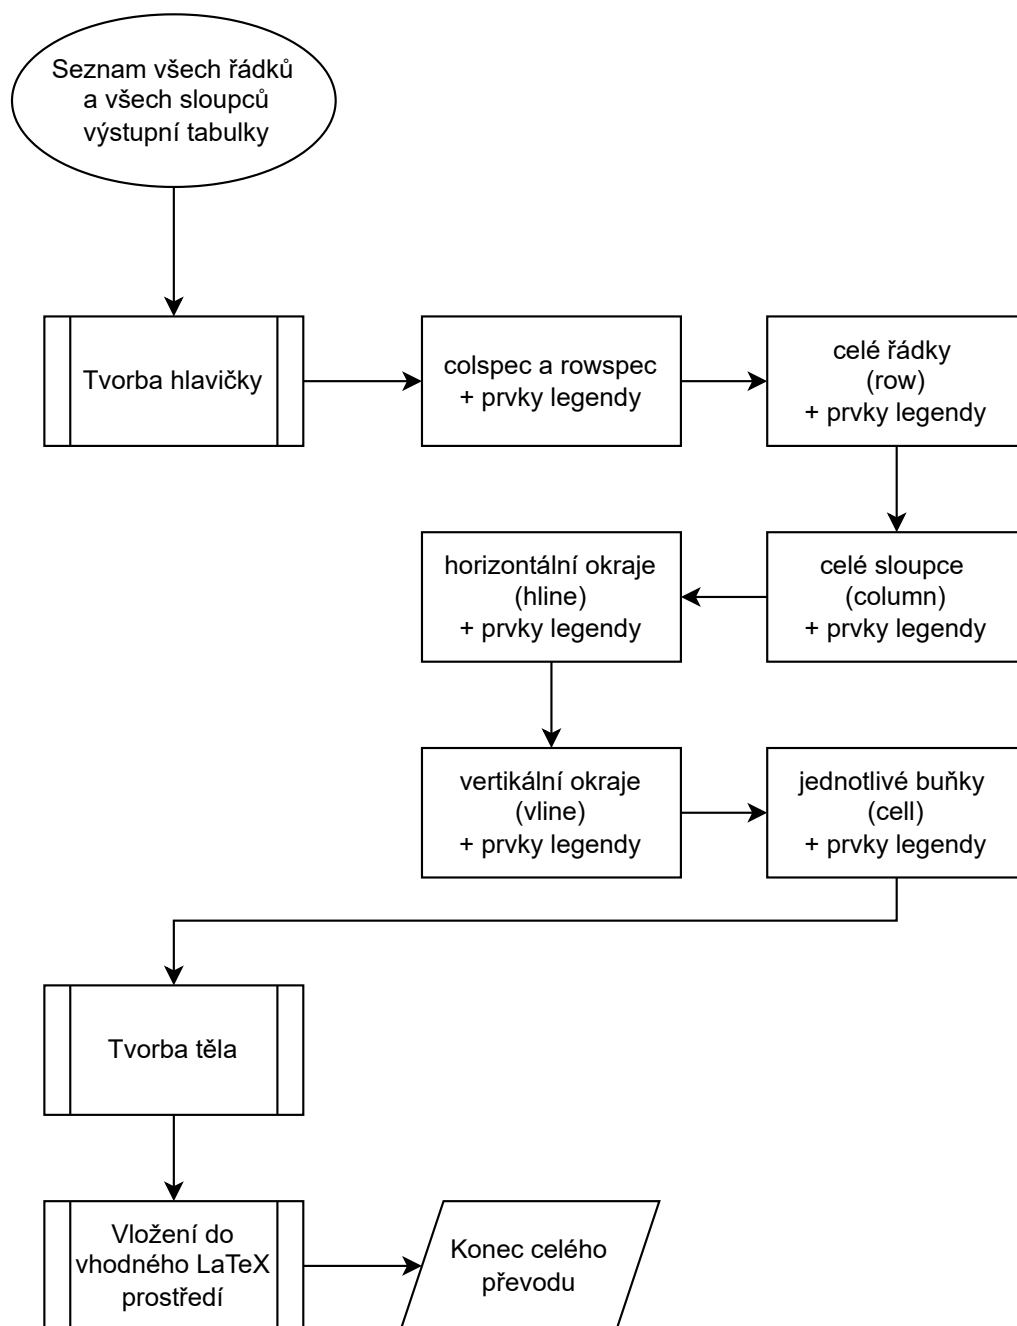 Seznam všech řádků
a všech sloupců
výstupní tabulky
Tvorba hlavičky
colspec a rowspec
+ prvky legendy
celé řádky
(row)
+ prvky legendy
celé sloupce
(column)
+ prvky legendy
horizontální okraje
(hline)
+ prvky legendy
vertikální okraje
(vline)
+ prvky legendy
jednotlivé buňky
(cell)
+ prvky legendy
Tvorba těla
Vložení do
vhodného LaTeX
prostředí
Konec celého
převodu